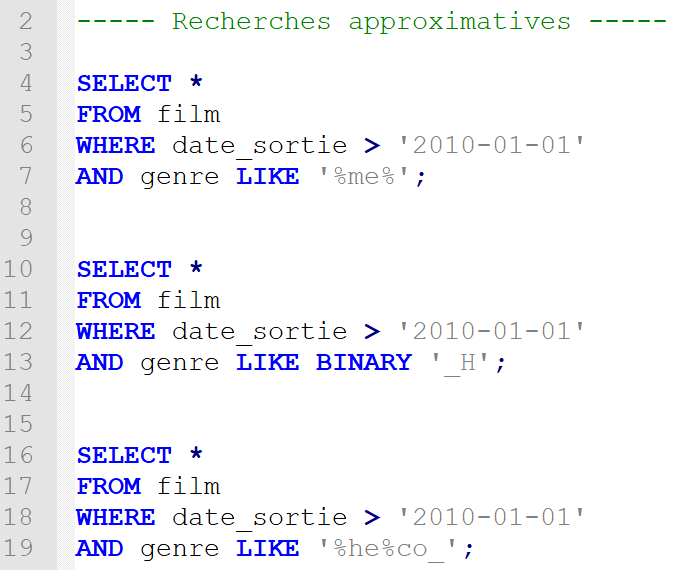 2 ----- Recherches approximatives -----
3
4 SELECT *
5 FROM film
6 WHERE date_sortie > '2010-01-01'
7 AND genre LIKE '%me%';
8
9
10 SELECT *
11 FROM film
12 WHERE date_sortie > '2010-01-01'
13 AND genre LIKE BINARY '_H';
14
15
16 SELECT *
17 FROM film
18 WHERE date_sortie > '2010-01-01'
19 AND genre LIKE '%he%co_';